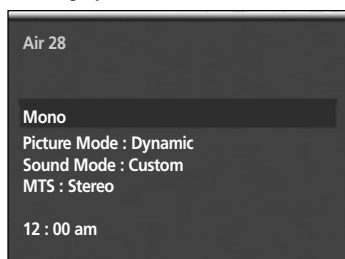 Air 28
Mono
Picture Mode : Dynamic
Sound Mode : Custom
MTS : Stereo
12 : 00 am